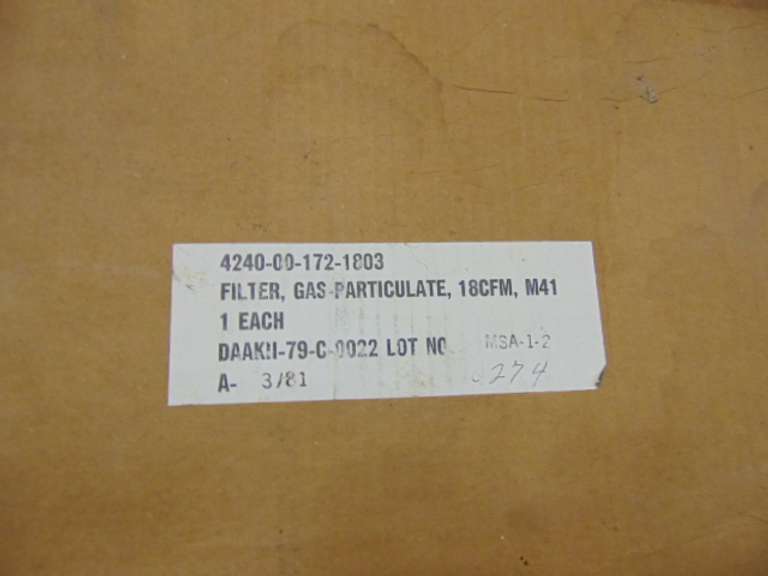 4240-00-172-1803
FILTER, GAS-PARTICULATE, 18CFM, M41
1 EACH
DAAK11-79-C-0022 LOT NO. MSA-1-2
A- 3/81 0274